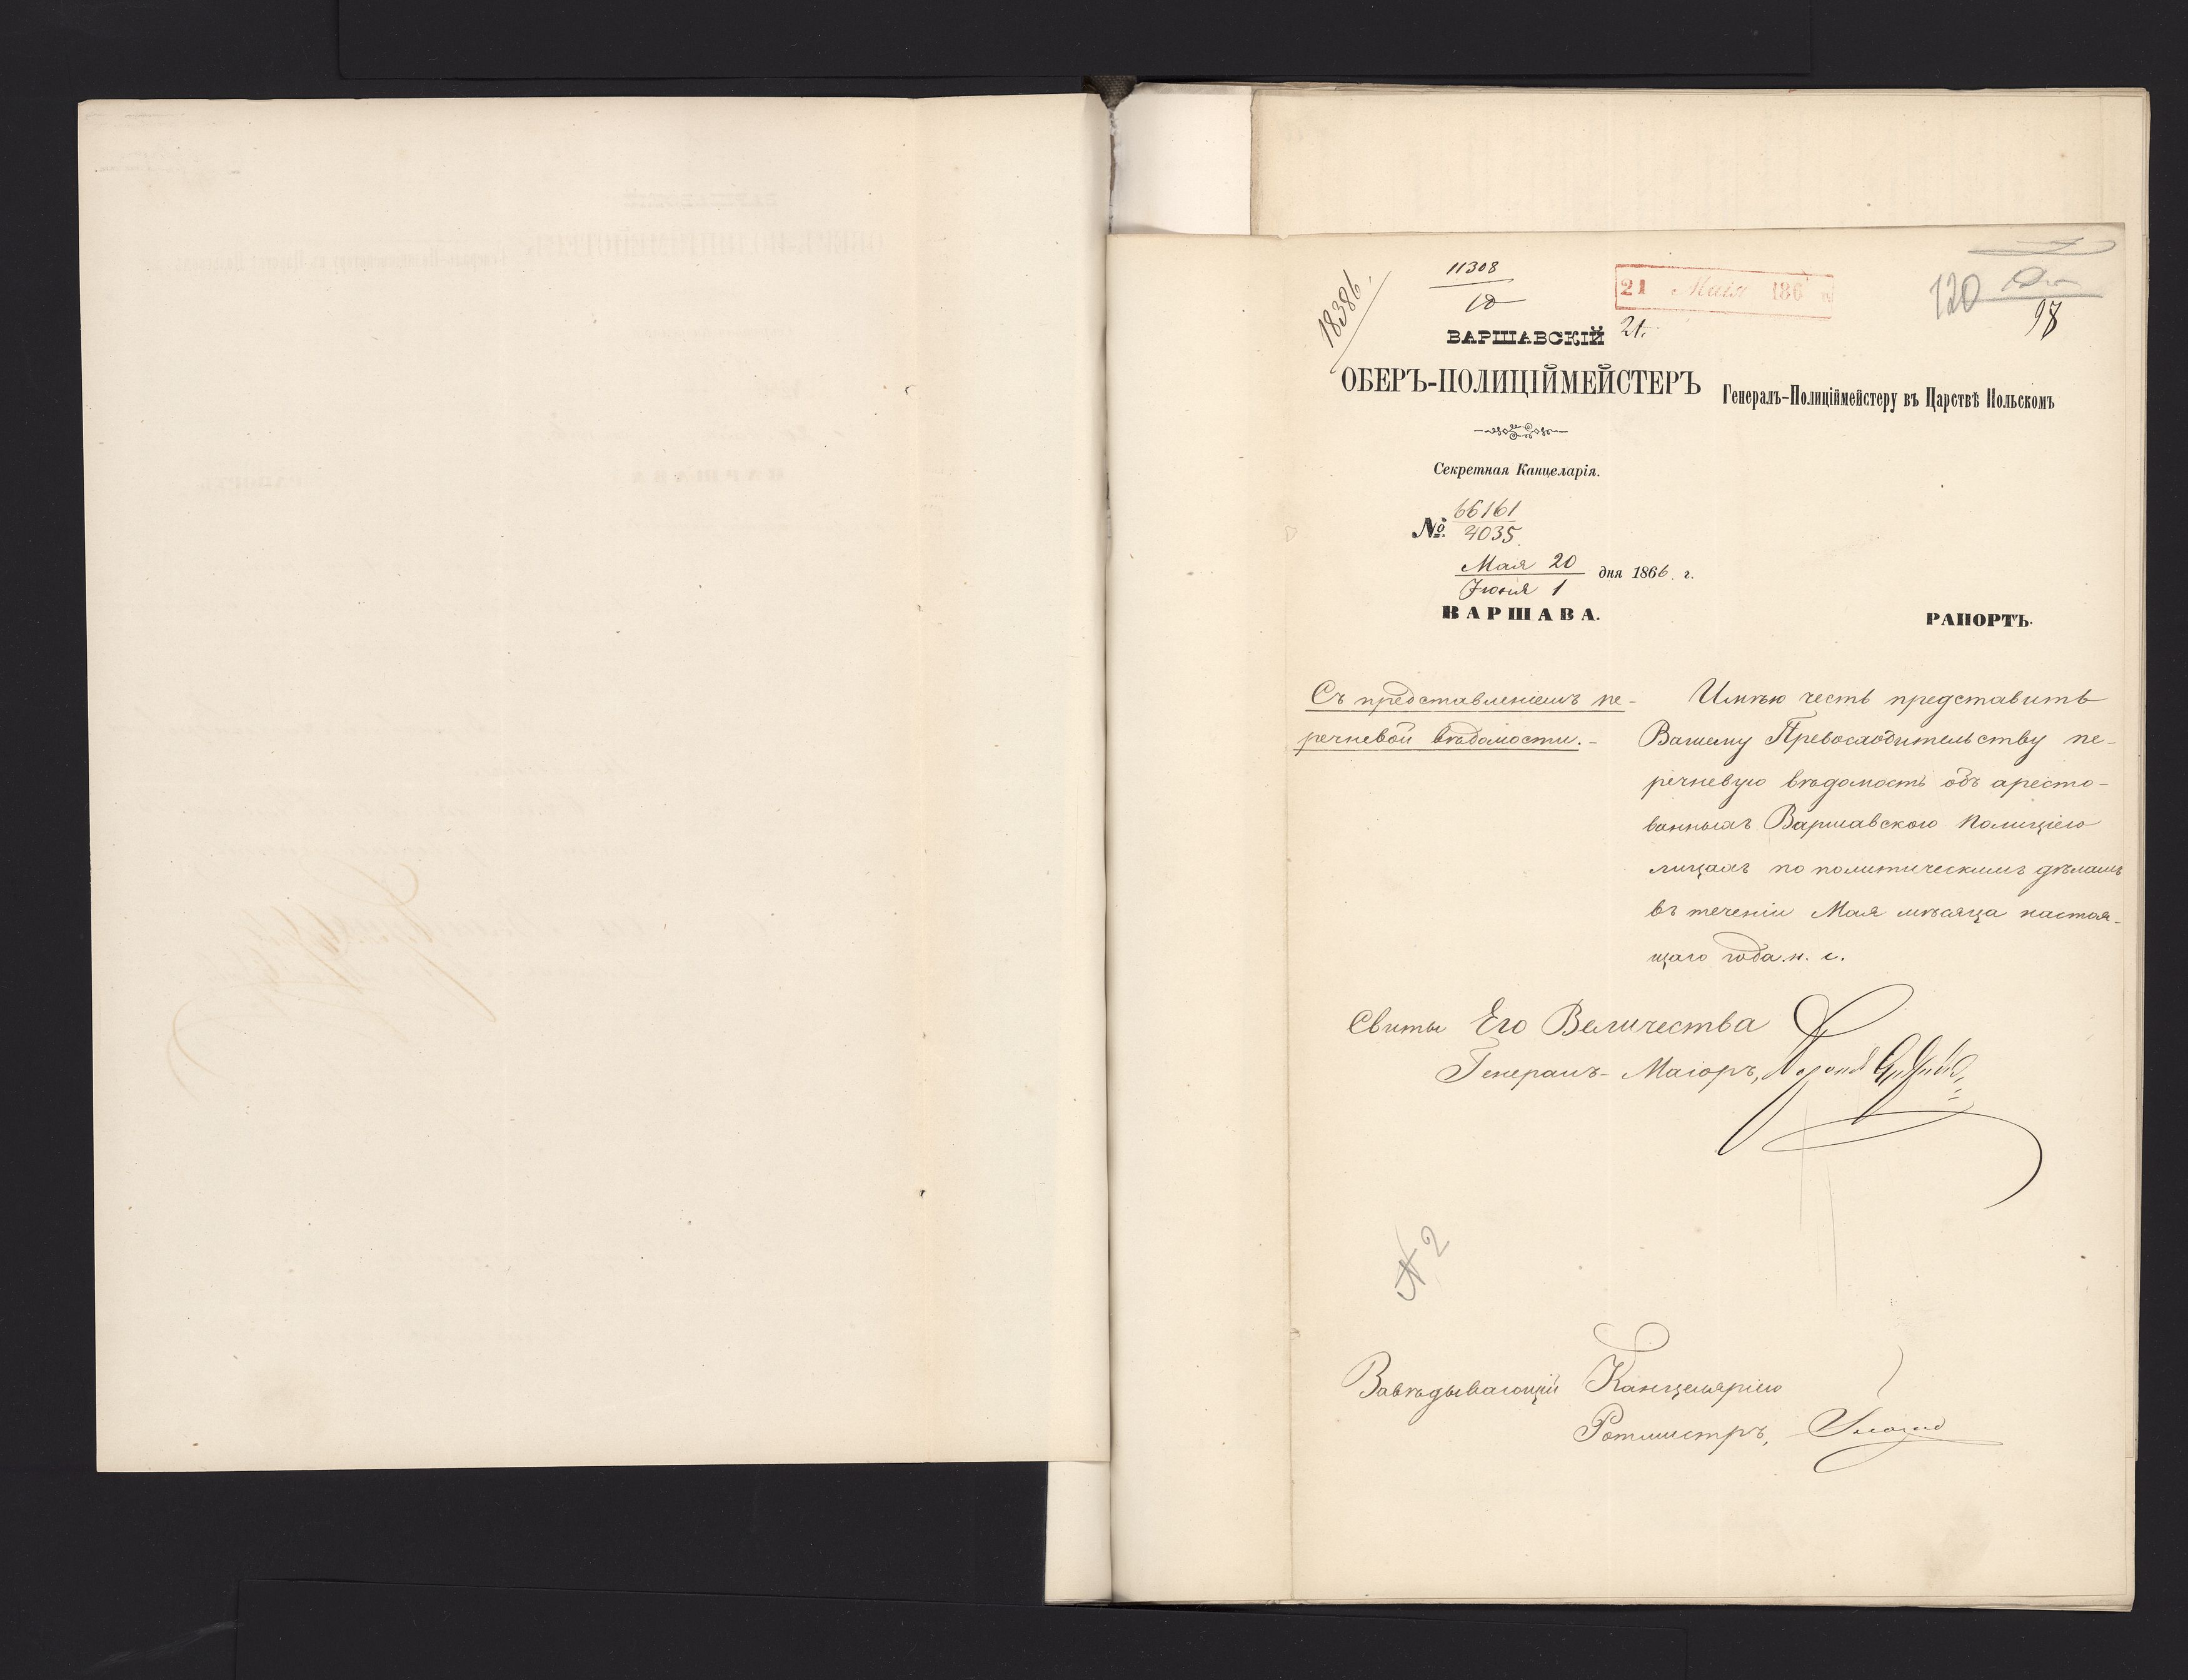 18386.
11308
10
21 Мая 186
21.
120
98
ВАРШАВСКІЙ
ОБЕРЪ-ПОЛИЦІЙМЕЙСТЕРЪ
Генералъ-Полиціймейстеру въ Царствѣ Польскомъ
Секретная Канцелярія.
№ 66161
4035.
Мая 20
Іюня 1
дня 1866. г.
ВАРШАВА.
РАПОРТЪ.
Съ представленіемъ пе-
речневой вѣдомости.-
Имѣю честь представить
Вашему Превосходительству пе-
речневую вѣдомость объ аресто-
ванныхъ Варшавскою Полиціею
лицахъ по политическимъ дѣламъ
въ теченіи Мая мѣсяца настоя-
щаго года н. с.
Свиты Его Величества
Генералъ-Маіоръ,
№ 2
Завѣдывающій Канцеляріею
Ротмистръ,